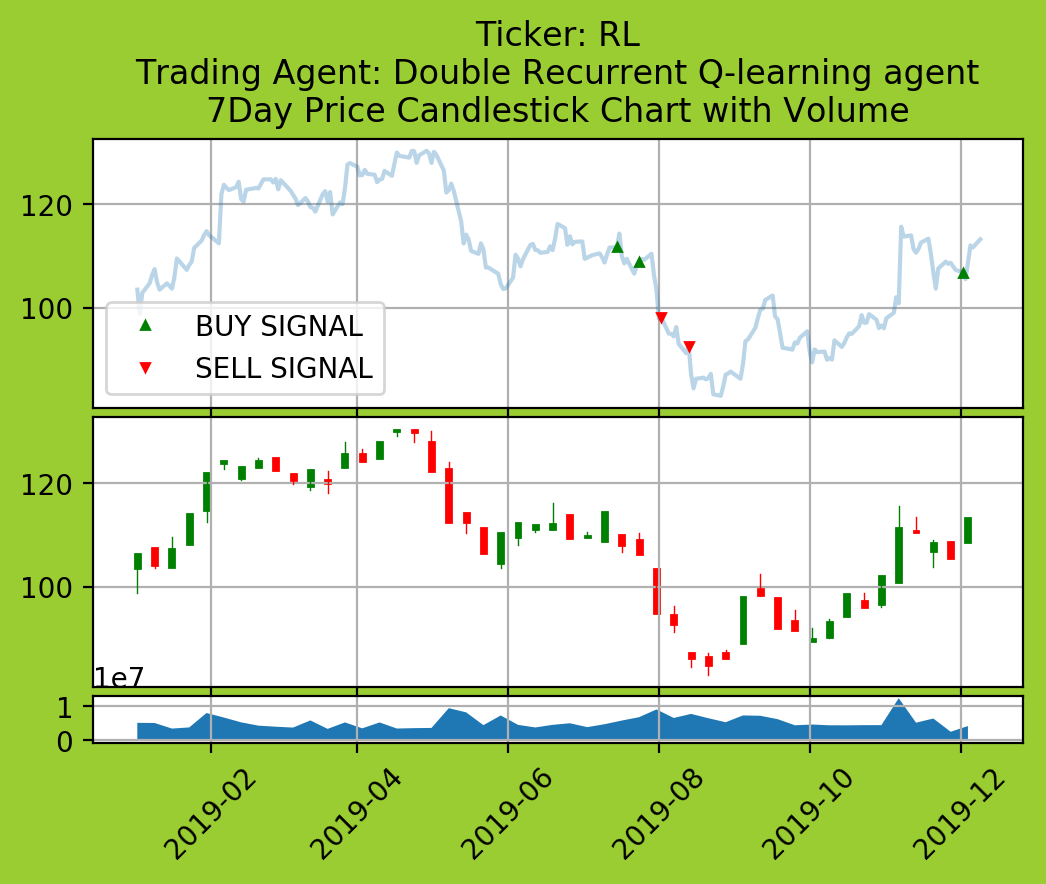 Ticker: RL
Trading Agent: Double Recurrent Q-learning agent
7Day Price Candlestick Chart with Volume
120
100
BUY SIGNAL
SELL SIGNAL
120
100
1e7
1
0
2019-02
2019-04
2019-06
2019-08
2019-10
2019-12